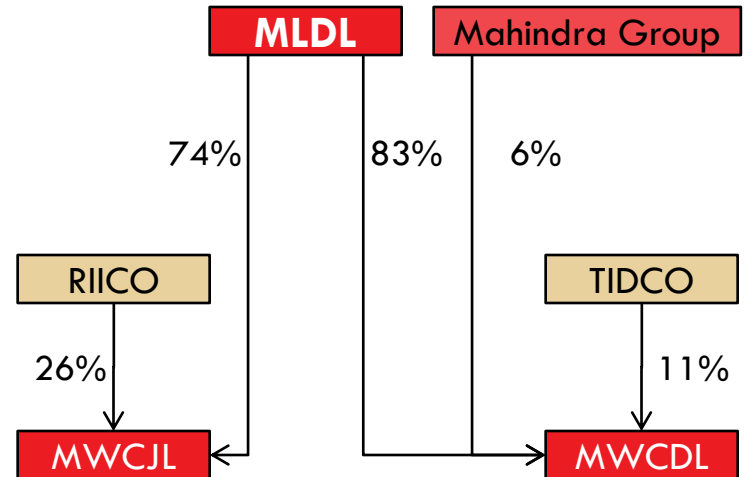 MLDL
Mahindra Group
74%
83%
6%
RIICO
TIDCO
26%
11%
MWCJL
MWCDL